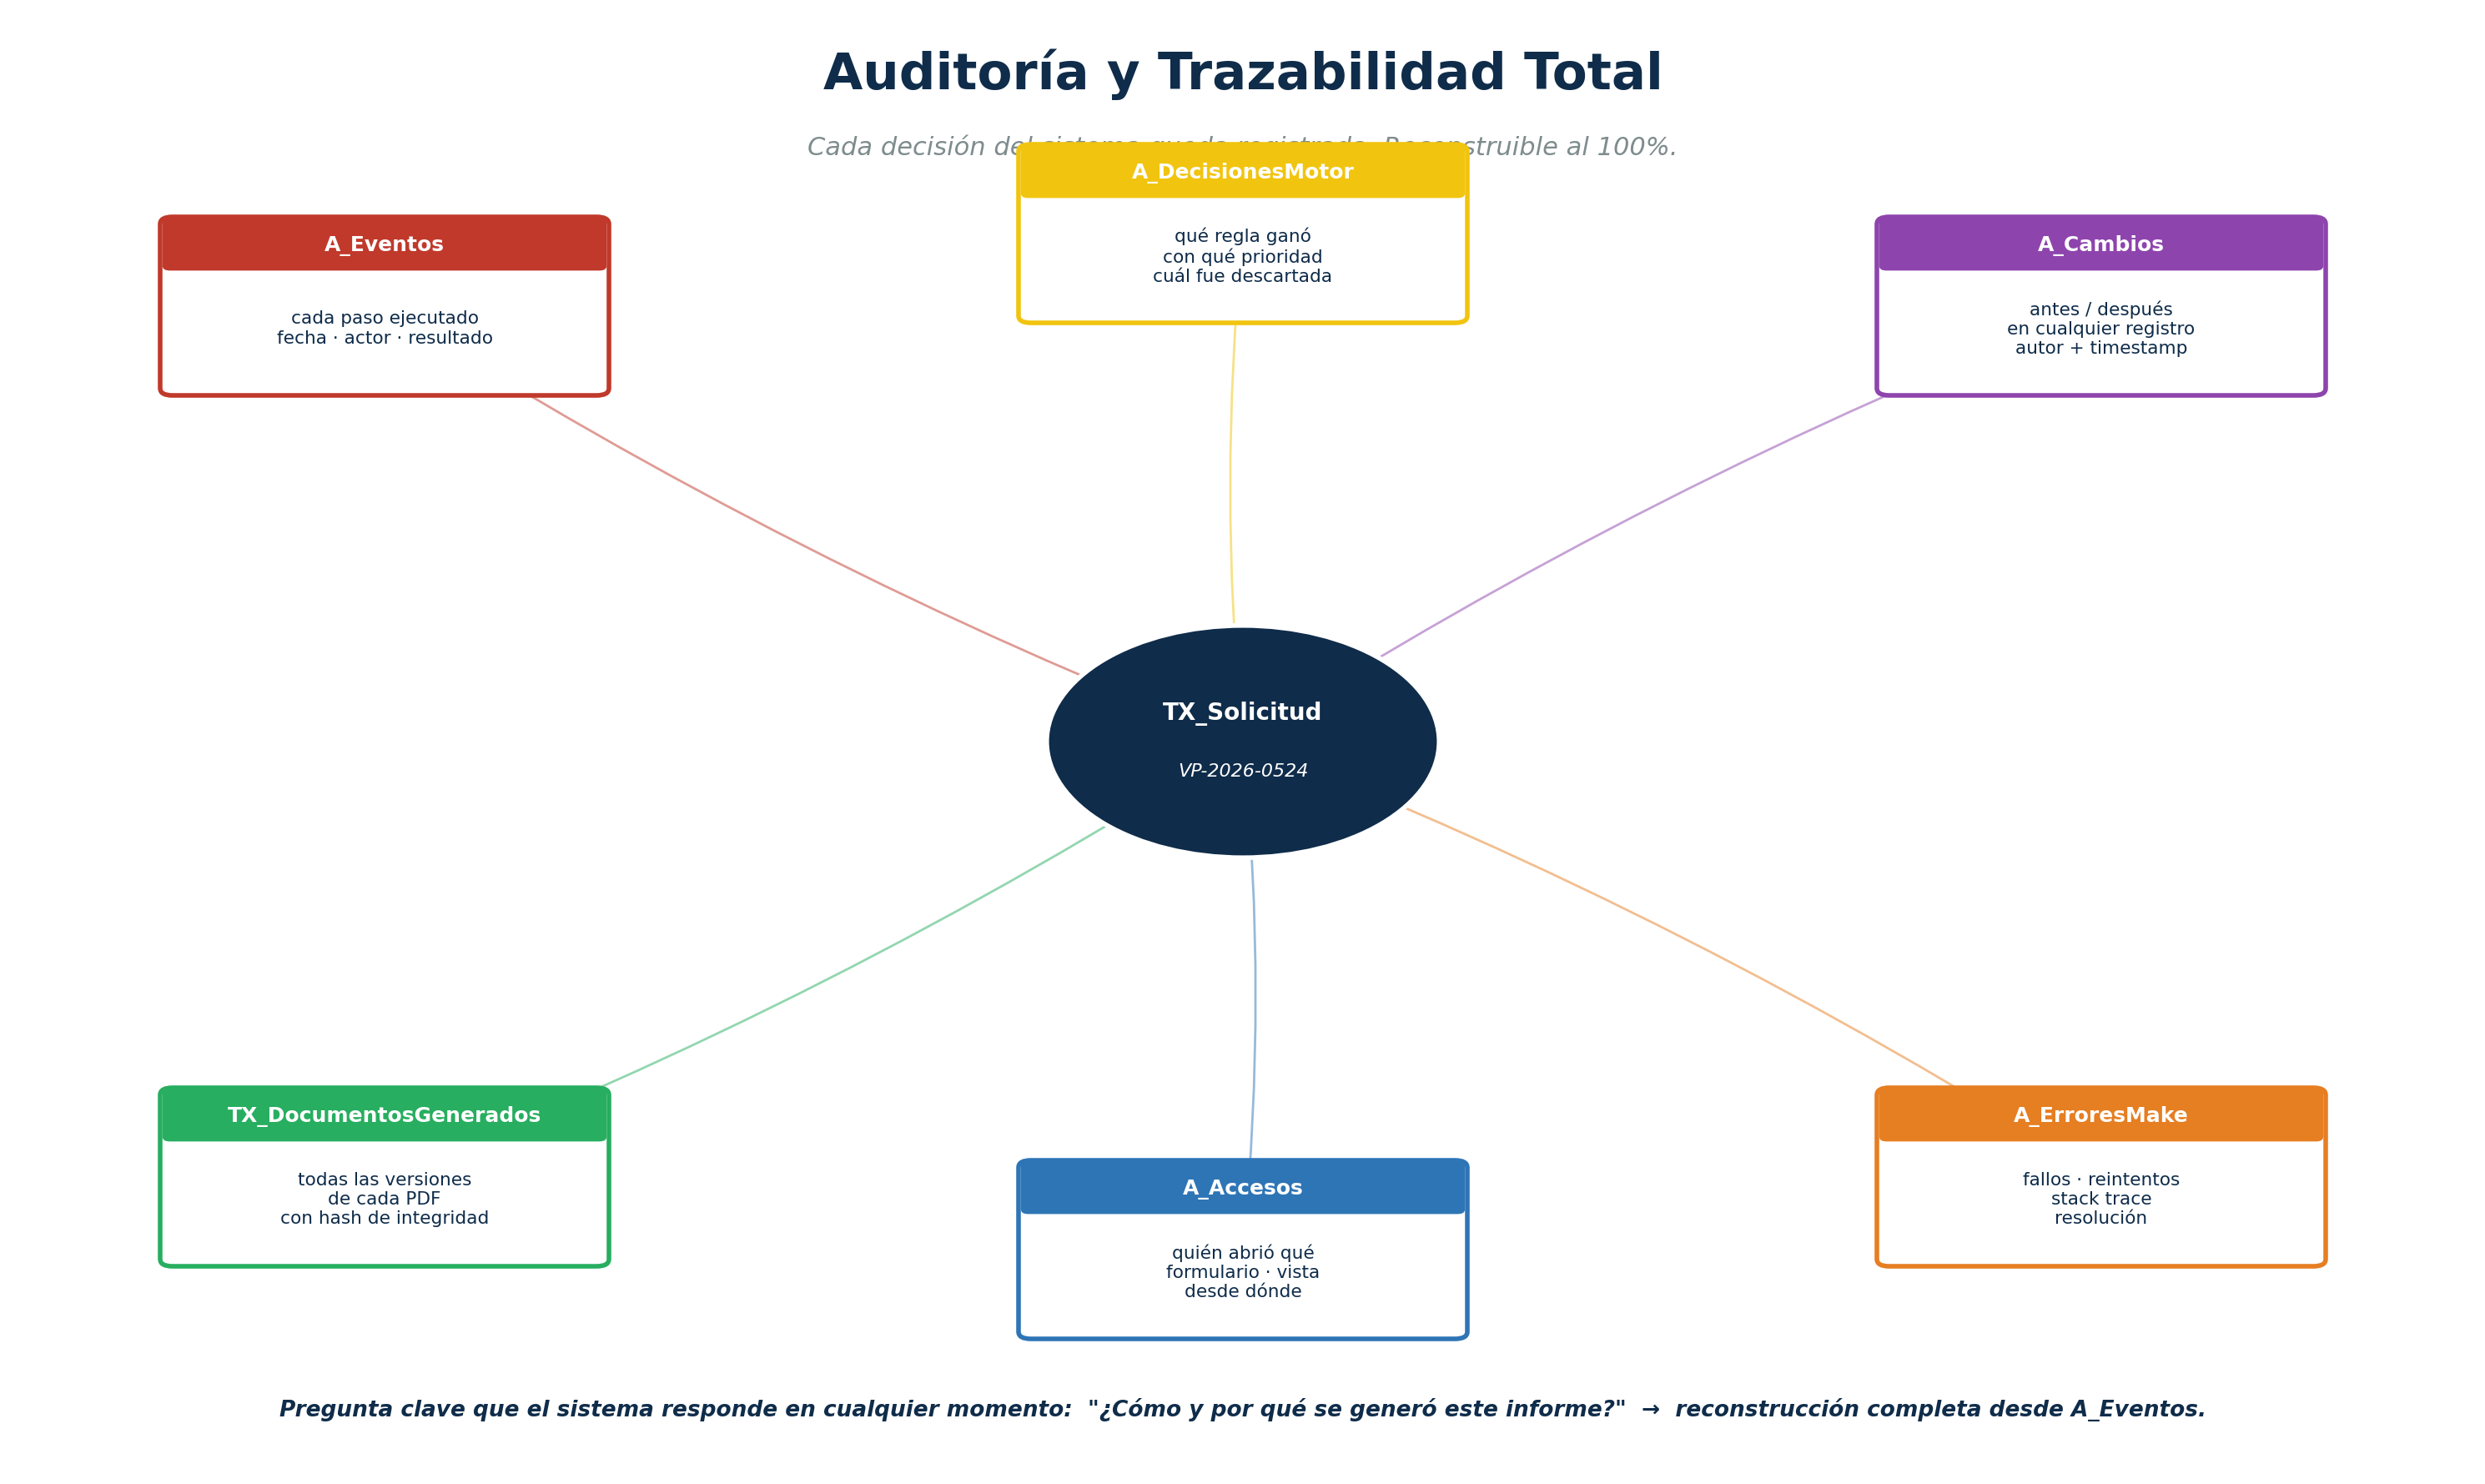 Auditoría y Trazabilidad Total
Cada decisión del sistema queda registrada. Reconstruible al 100%.
A_DecisionesMotor
qué regla ganó
con qué prioridad
cuál fue descartada
A_Eventos
cada paso ejecutado
fecha · actor · resultado
A_Cambios
antes / después
en cualquier registro
autor + timestamp
TX_Solicitud
VP-2026-0524
TX_DocumentosGenerados
todas las versiones
de cada PDF
con hash de integridad
A_Accesos
quién abrió qué
formulario · vista
desde dónde
A_ErroresMake
fallos · reintentos
stack trace
resolución
Pregunta clave que el sistema responde en cualquier momento: "¿Cómo y por qué se generó este informe?" → reconstrucción completa desde A_Eventos.